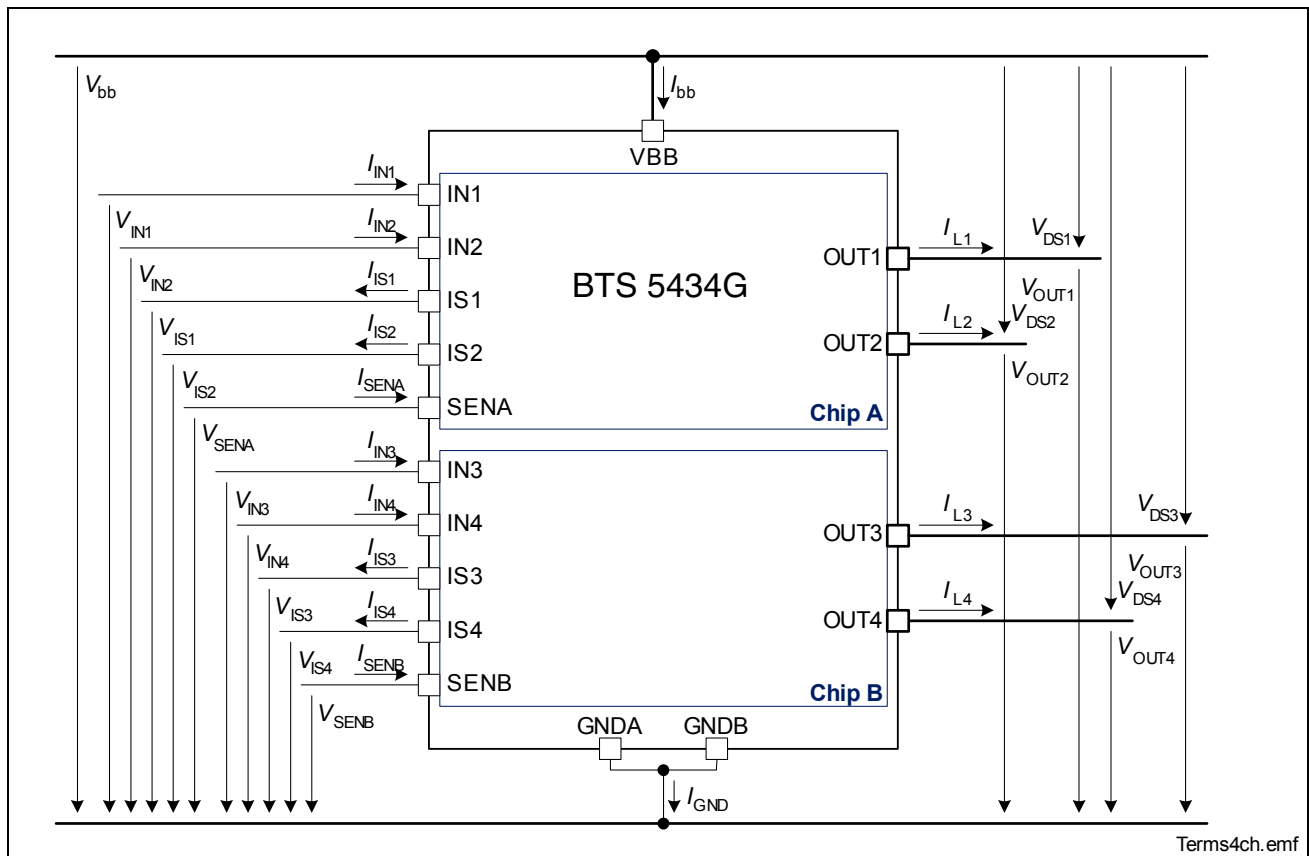 Vbb
Ibb
VBB
IIN1
IN1
VIN1
IIN2
IN2
VIN2
IIS1
IS1
VIS1
IIS2
IS2
VIS2
ISENA
SENA
VSENA
BTS 5434G
OUT1
IL1
VDS1
VOUT1
OUT2
IL2
VDS2
VOUT2
Chip A
IIN3
IN3
VIN3
IIN4
IN4
VIN4
IIS3
IS3
VIS3
IIS4
IS4
VIS4
ISENB
SENB
VSENB
OUT3
IL3
VDS3
VOUT3
OUT4
IL4
VDS4
VOUT4
Chip B
GNDA
GNDB
IGND
Terms4ch.emf